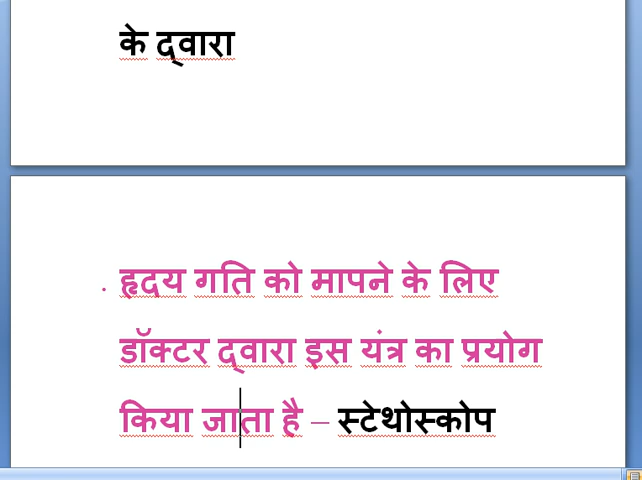 के द्वारा
. हृदय गति को मापने के लिए
डॉक्टर द्वारा इस यंत्र का प्रयोग
किया जाता है – स्टेथोस्कोप